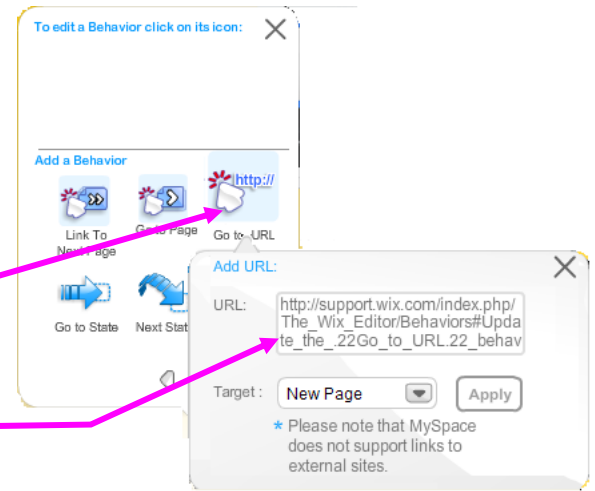 To edit a Behavior click on its icon:
Add a Behavior
http://
Link To
Next Page
Go to Page
Go to URL
Go to State
Next Stat
Add URL:
URL:
http://support.wix.com/index.php/
The_Wix_Editor/Behaviors#Upda
te_the_.22Go_to_URL.22_behav
Target :
New Page
Apply
* Please note that MySpace
does not support links to
external sites.